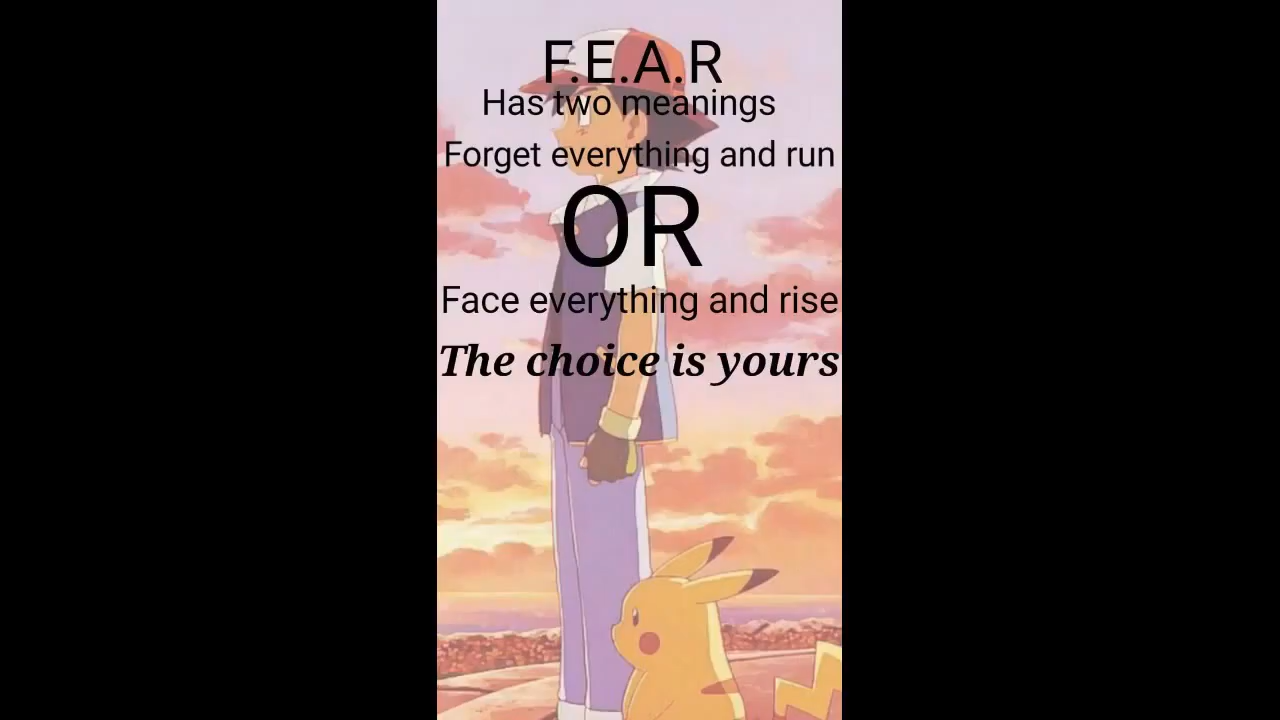 F.E.A.R
Has two meanings
Forget everything and run
OR
Face everything and rise
The choice is yours